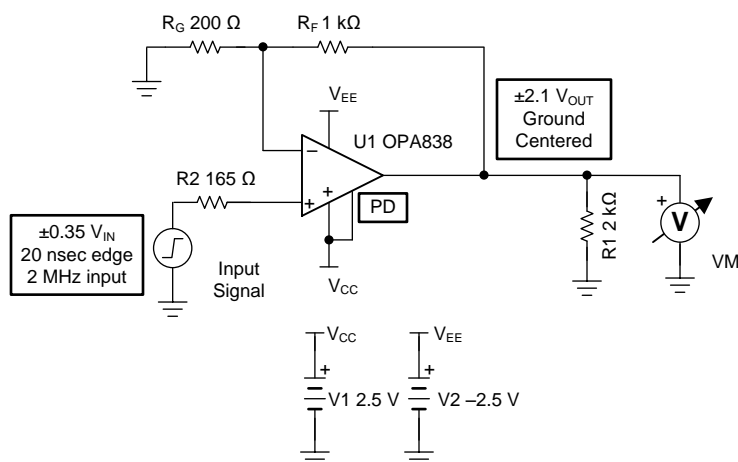 R_G 200 Ω
R_F 1 kΩ
V_EE
U1 OPA838
±2.1 V_OUT
Ground
Centered
−
+
+
R2 165 Ω
PD
±0.35 V_IN
20 nsec edge
2 MHz input
Input
Signal
V_CC
R1 2 kΩ
+
V
VM
V_CC
V_EE
+
+
V1 2.5 V
V2 –2.5 V